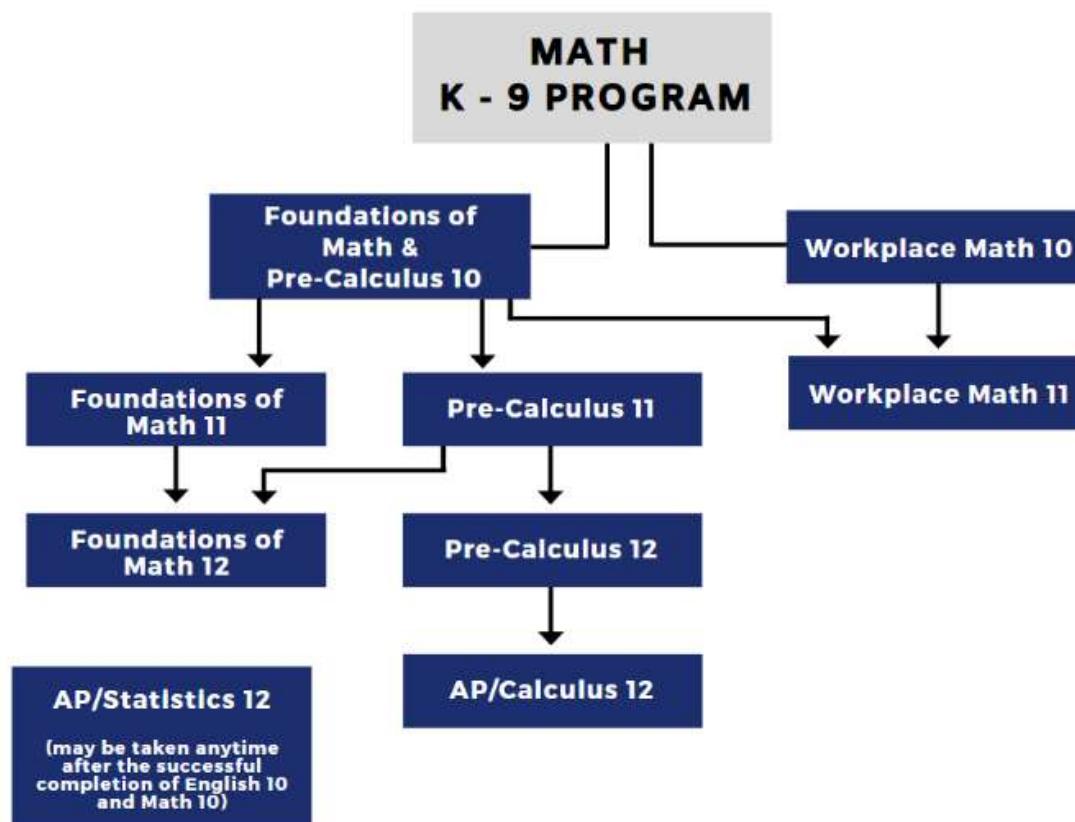 MATH
K - 9 PROGRAM
Foundations of
Math &
Pre-Calculus 10
Workplace Math 10
Foundations of
Math 11
Pre-Calculus 11
Workplace Math 11
Foundations of
Math 12
Pre-Calculus 12
AP/Statistics 12
(may be taken anytime
after the successful
completion of English 10
and Math 10)
AP/Calculus 12